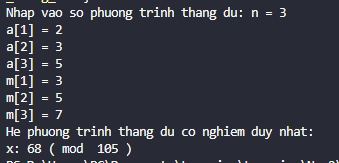 Nhap vao so phuong trinh thang du: n = 3
a[1] = 2
a[2] = 3
a[3] = 5
m[1] = 3
m[2] = 5
m[3] = 7
He phuong trinh thang du co nghiem duy nhat:
x: 68 ( mod  105 )